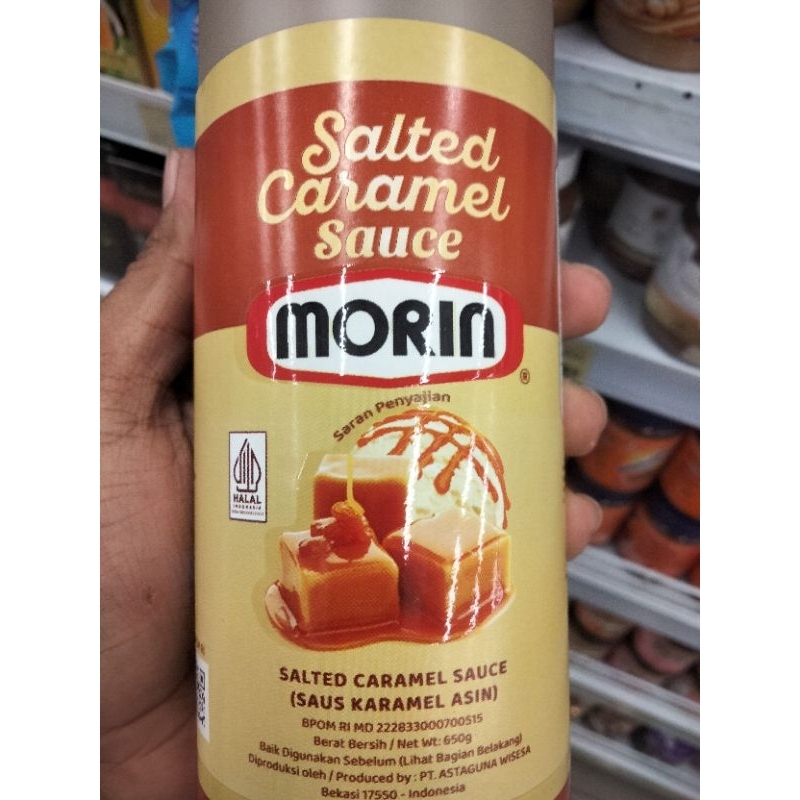 Salted
Caramel
Sauce
MORIN
®
Saran Penyajian
HALAL
INDONESIA
SALTED CARAMEL SAUCE
(SAUS KARAMEL ASIN)
BPOM RI MD 222833000700515
Berat Bersih / Net Wt: 650g
Baik Digunakan Sebelum (Lihat Bagian Belakang)
Diproduksi oleh / Produced by : PT. ASTAGUNA WISESA
Bekasi 17550 - Indonesia